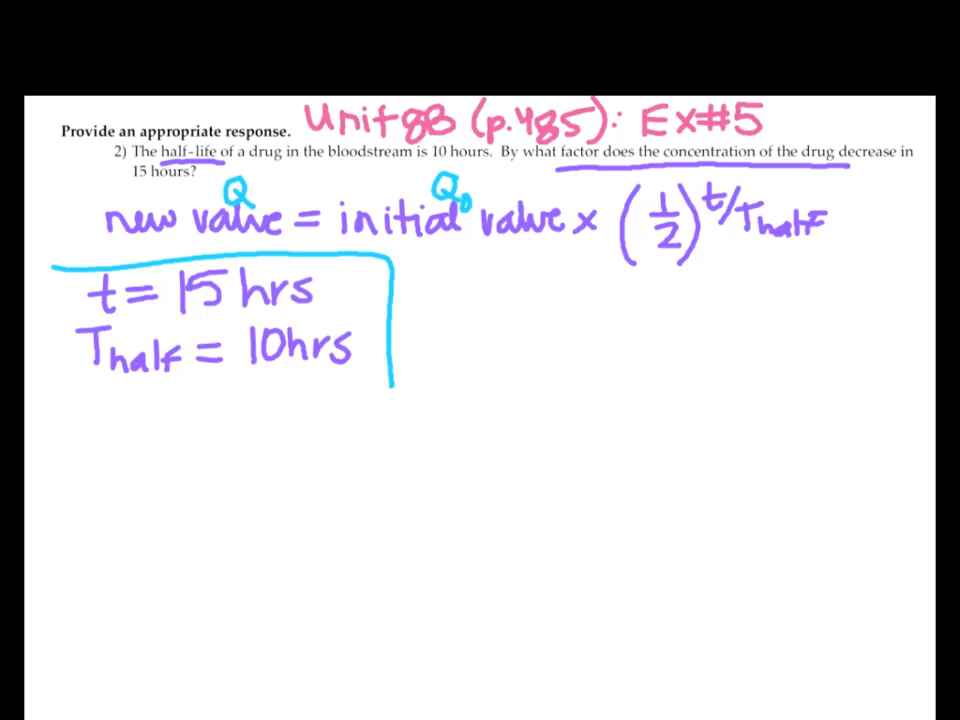 Provide an appropriate response. Unit 8B (p.485): Ex#5
2) The half-life of a drug in the bloodstream is 10 hours. By what factor does the concentration of the drug decrease in
15 hours?
Q Q0
new value = initial value × (1/2)^t/Thalf
t = 15 hrs
Thalf = 10hrs